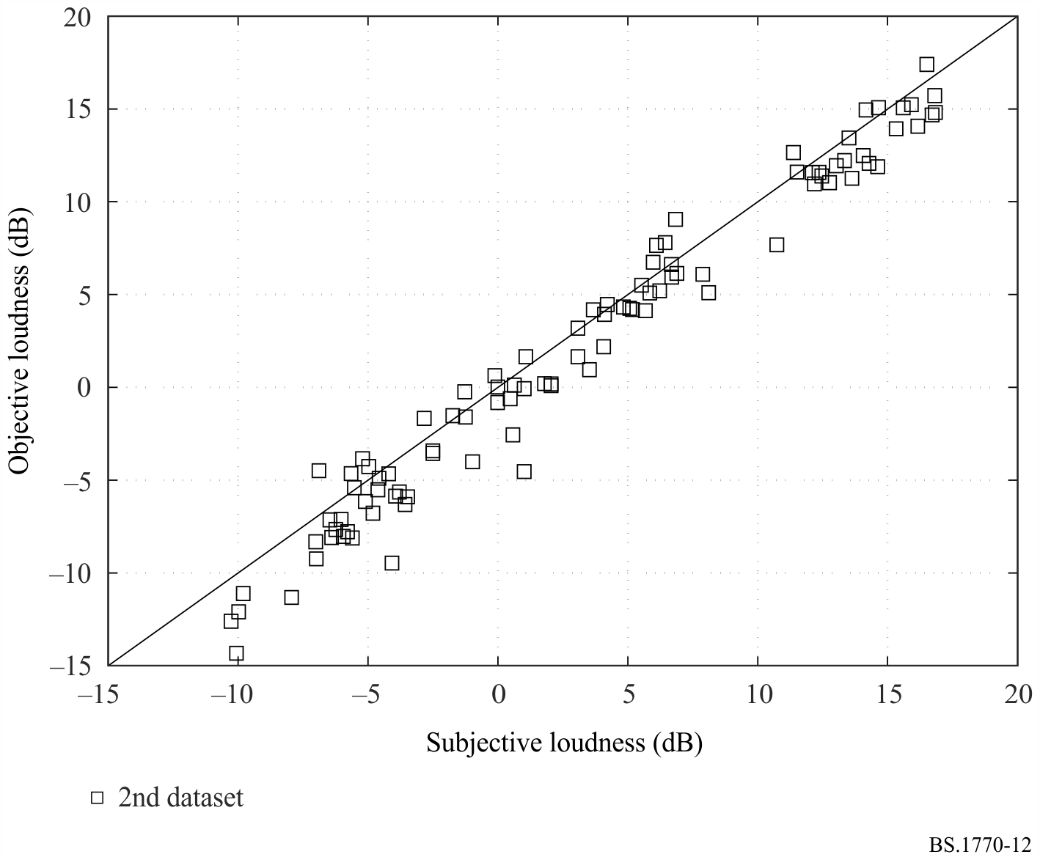 20
15
10
5
0
–5
–10
–15
–15 –10 –5 0 5 10 15 20
Objective loudness (dB)
Subjective loudness (dB)
2nd dataset
BS.1770-12